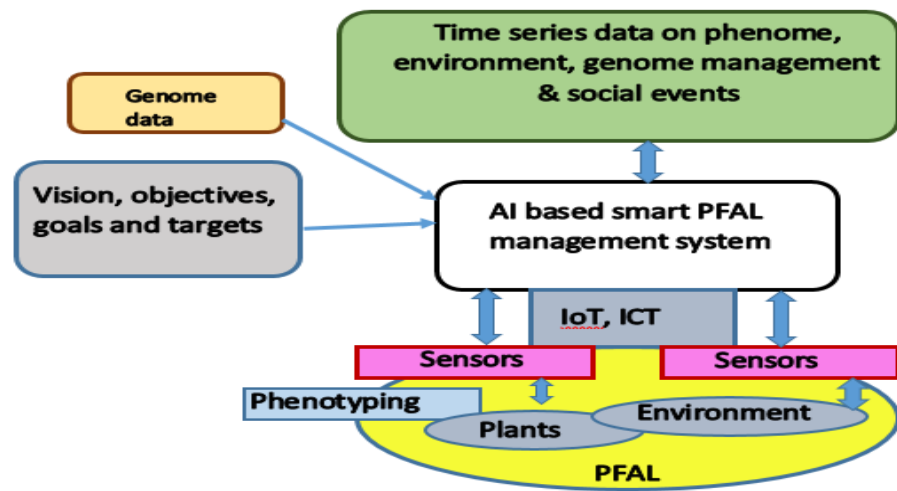 Time series data on phenome,
environment, genome management
& social events
Genome
data
Vision, objectives,
goals and targets
AI based smart PFAL
management system
IoT, ICT
Sensors
Sensors
Phenotyping
Environment
Plants
PFAL